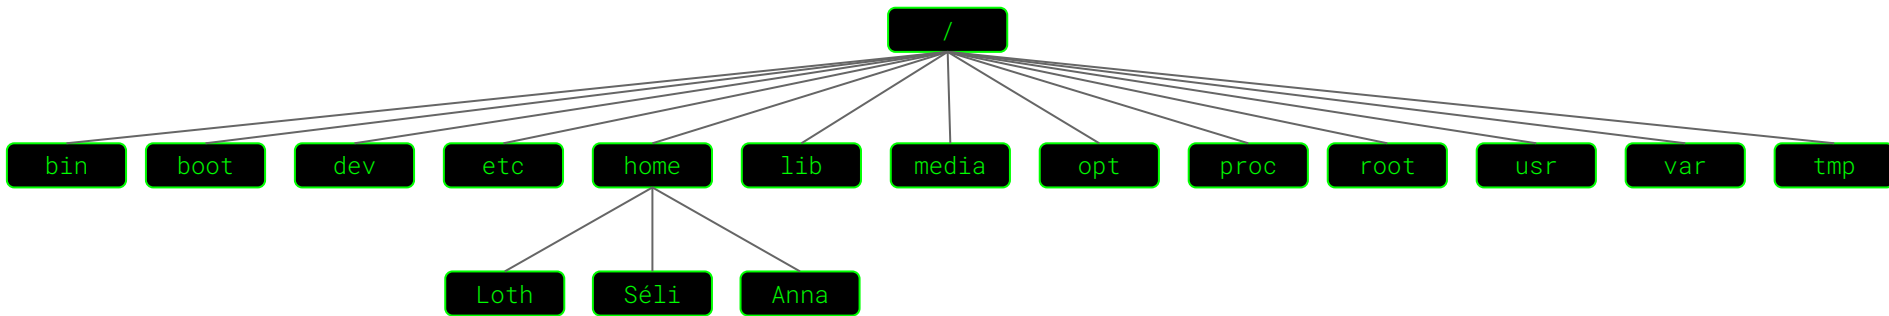 /
bin boot dev etc home lib media opt proc root usr var tmp
Loth Séli Anna